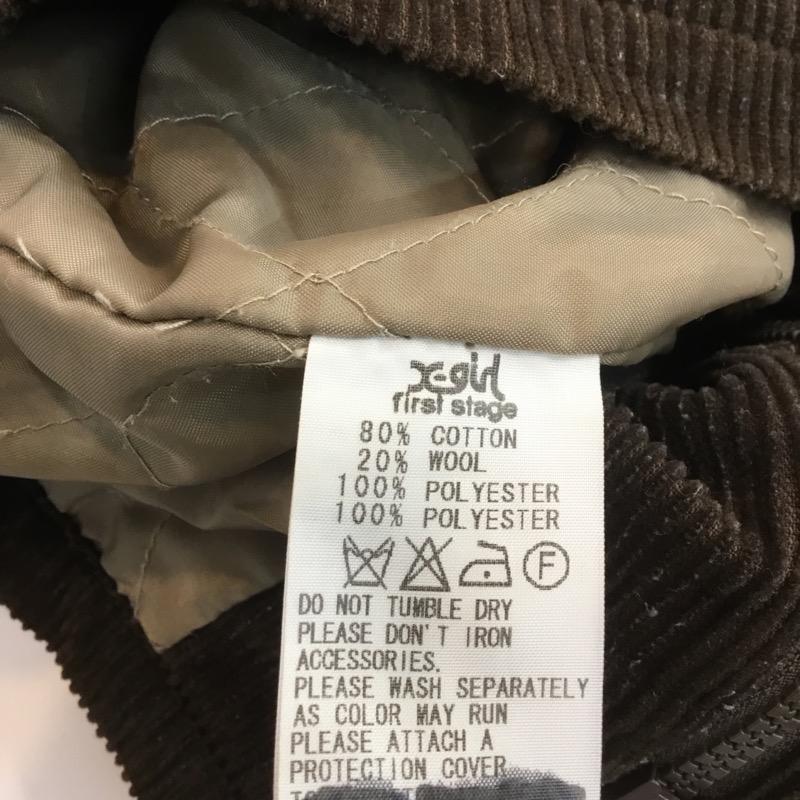 X-girl
first stage
80% COTTON
20% WOOL
100% POLYESTER
100% POLYESTER
F
DO NOT TUMBLE DRY
PLEASE DON'T IRON
ACCESSORIES.
PLEASE WASH SEPARATELY
AS COLOR MAY RUN
PLEASE ATTACH A
PROTECTION COVER